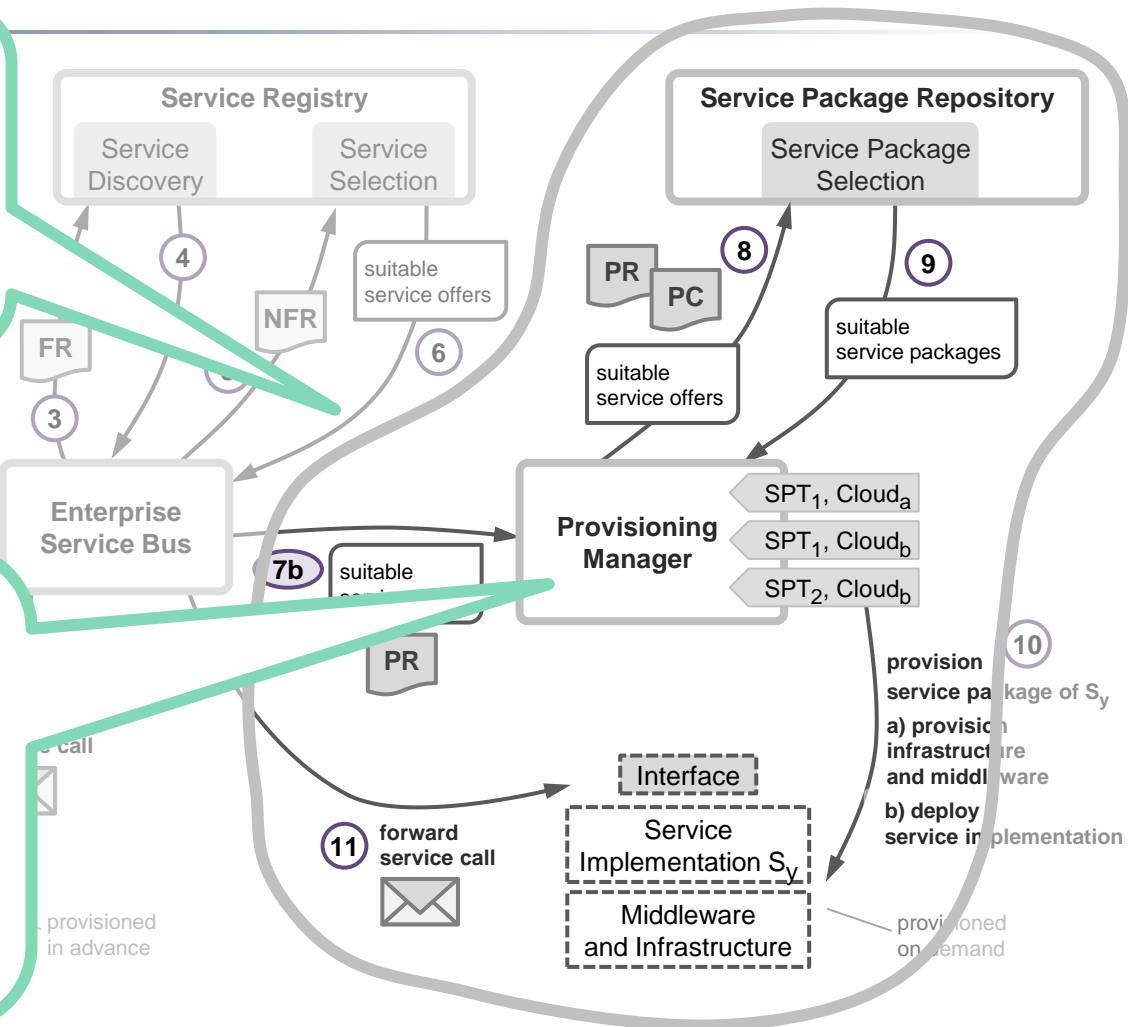 Service Registry
Service
Discovery
Service
Selection
Service Package Repository
Service Package
Selection
4
suitable
service offers
NFR
6
FR
3
8
PR
PC
9
suitable
service packages
suitable
service offers
Enterprise
Service Bus
Provisioning
Manager
SPT1, Clouda
SPT1, Cloudb
SPT2, Cloudb
7b
suitable
PR
10
provision
service package of Sy
a) provision
infrastructure
and middleware
b) deploy
service implementation
call
Interface
11
forward
service call
Service
Implementation Sy
Middleware
and Infrastructure
provisioned
in advance
provisioned
on demand